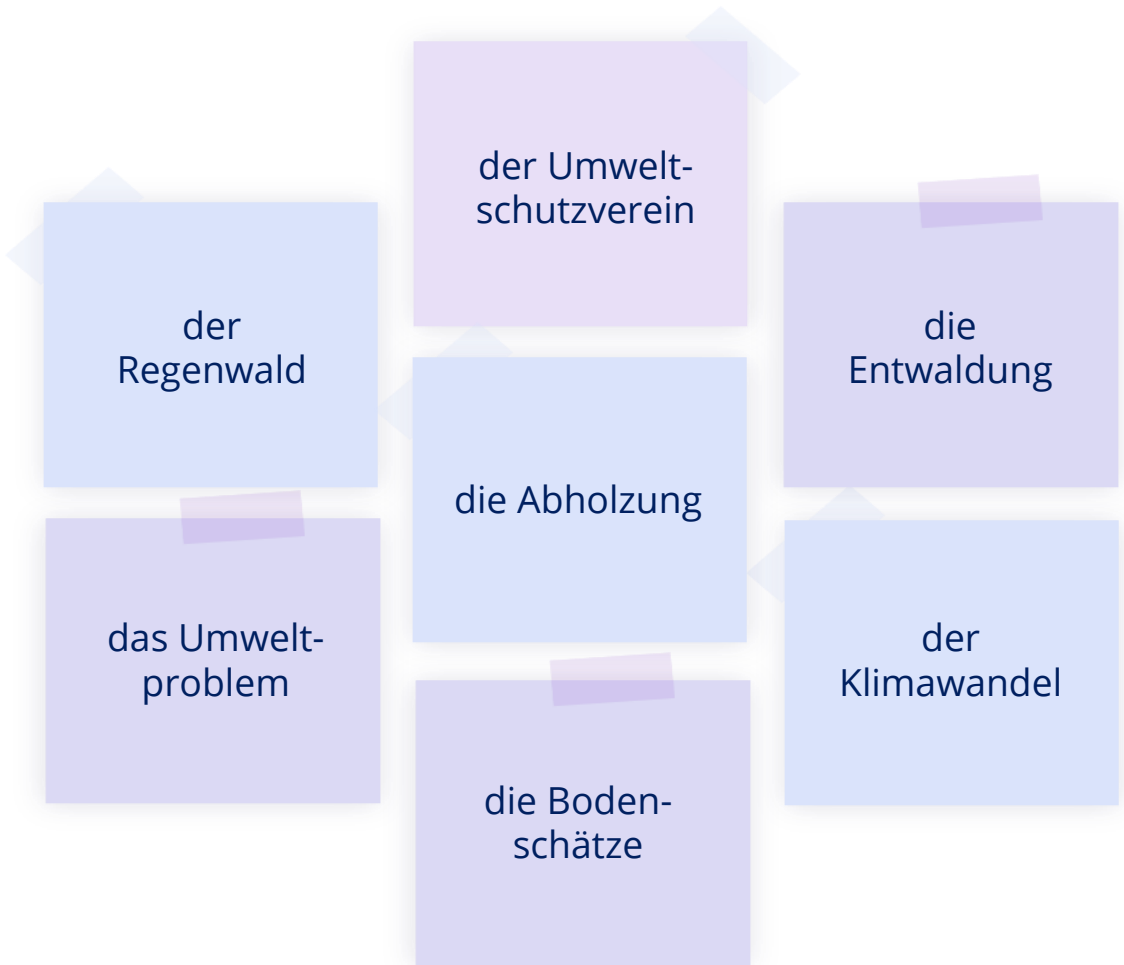 der Umwelt-
schutzverein
der
Regenwald
die
Entwaldung
die Abholzung
das Umwelt-
problem
der
Klimawandel
die Boden-
schätze